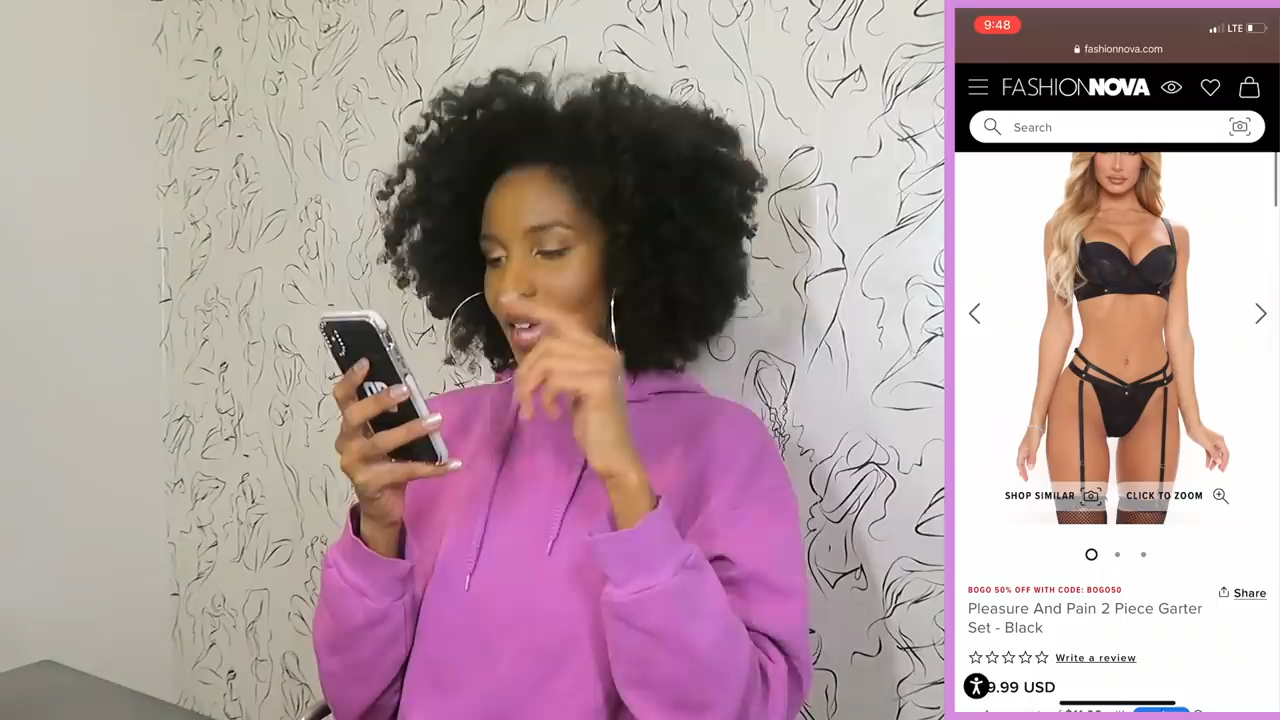 9:48
LTE
fashionnova.com
FASHIONNOVA
Search
SHOP SIMILAR
CLICK TO ZOOM
BOGO 50% OFF WITH CODE: BOGO50
Share
Pleasure And Pain 2 Piece Garter
Set - Black
Write a review
9.99 USD